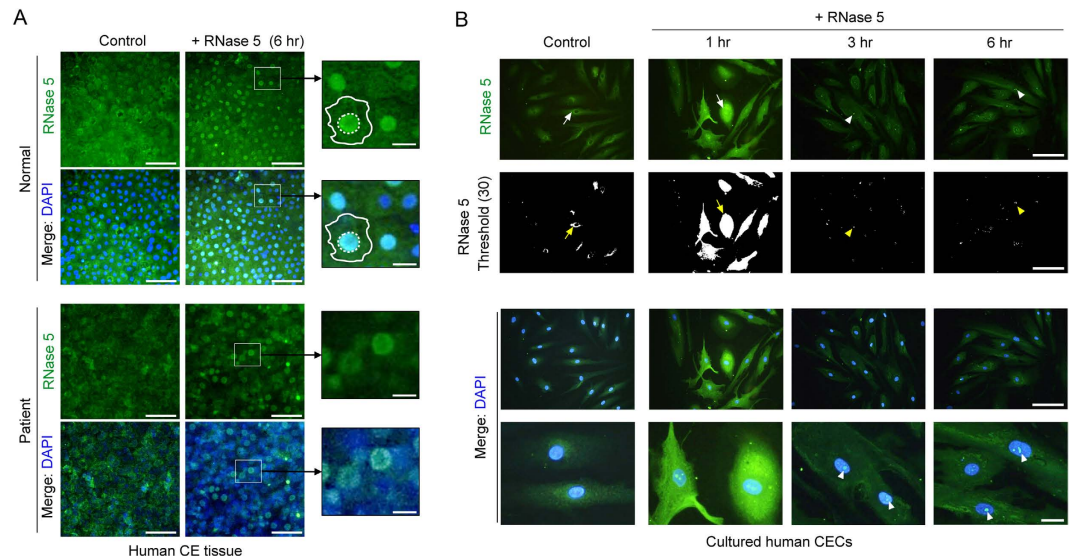 A
Control
+ RNase 5 (6 hr)
Normal
RNase 5
Merge: DAPI
Patient
RNase 5
Merge: DAPI
Human CE tissue
B
+ RNase 5
Control
1 hr
3 hr
6 hr
RNase 5
RNase 5
Threshold (30)
Merge: DAPI
Cultured human CECs